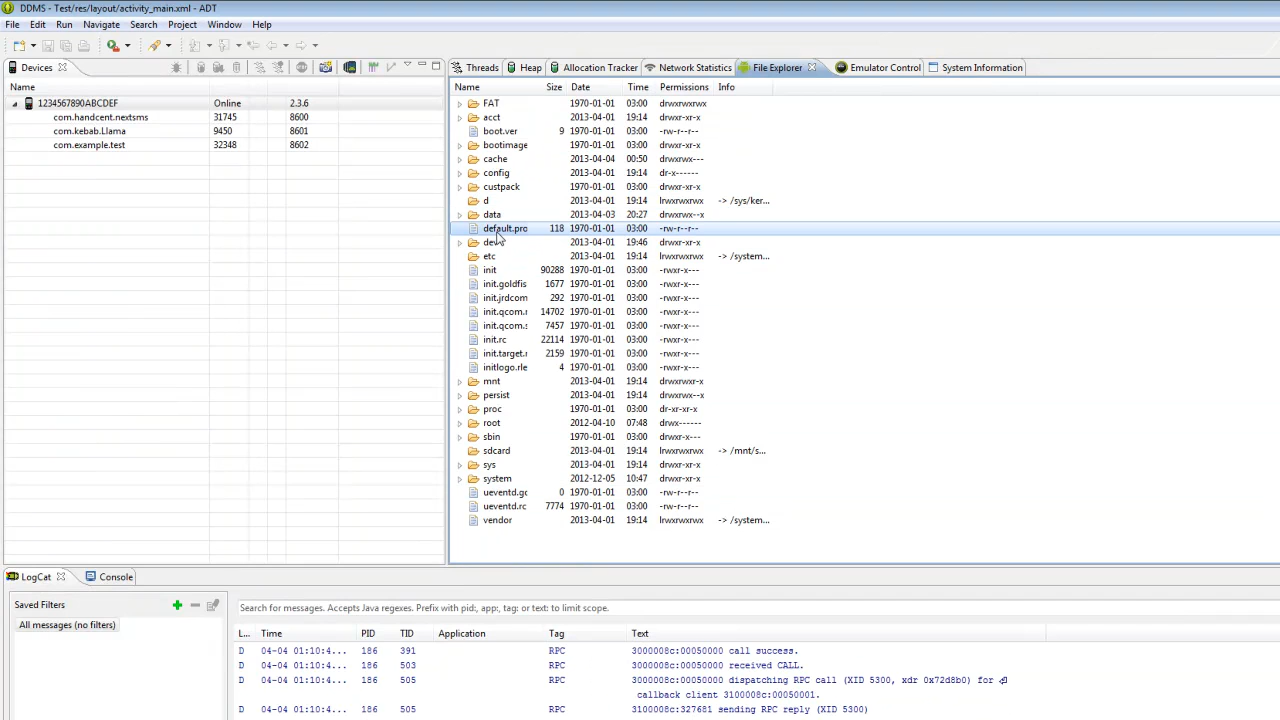 DDMS - Test/res/layout/activity_main.xml - ADT
File Edit Run Navigate Search Project Window Help
Devices
Name
1234567890ABCDEF Online 2.3.6
com.handcent.nextsms 31745 8600
com.kebab.Llama 9450 8601
com.example.test 32348 8602
Threads Heap Allocation Tracker Network Statistics File Explorer Emulator Control System Information
Name Size Date Time Permissions Info
FAT 1970-01-01 03:00 drwxrwxrwx
acct 2013-04-01 19:14 drwxr-xr-x
boot.ver 9 1970-01-01 03:00 -rw-r--r--
bootimage 1970-01-01 03:00 drwxr-xr-x
cache 2013-04-04 00:50 drwxrwx---
config 2013-04-01 19:14 dr-x------
custpack 1970-01-01 03:00 drwxr-xr-x
d 2013-04-01 19:14 lrwxrwxrwx -> /sys/ker...
data 2013-04-03 20:27 drwxrwx--x
default.pro 118 1970-01-01 03:00 -rw-r--r--
dev 2013-04-01 19:46 drwxr-xr-x
etc 2013-04-01 19:14 lrwxrwxrwx -> /system...
init 90288 1970-01-01 03:00 -rwxr-x---
init.goldfis 1677 1970-01-01 03:00 -rwxr-x---
init.jrdcom 292 1970-01-01 03:00 -rwxr-x---
init.qcom.r 14702 1970-01-01 03:00 -rwxr-x---
init.qcom.s 7457 1970-01-01 03:00 -rwxr-x---
init.rc 22114 1970-01-01 03:00 -rwxr-x---
init.target.r 2159 1970-01-01 03:00 -rwxr-x---
initlogo.rle 4 1970-01-01 03:00 -rwxr-x---
mnt 2013-04-01 19:14 drwxrwxr-x
persist 2013-04-01 19:14 drwxrwx--x
proc 1970-01-01 03:00 dr-xr-xr-x
root 2012-04-10 07:48 drwx------
sbin 1970-01-01 03:00 drwxr-x---
sdcard 2013-04-01 19:14 lrwxrwxrwx -> /mnt/s...
sys 2013-04-01 19:14 drwxr-xr-x
system 2012-12-05 10:47 drwxr-xr-x
ueventd.gc 0 1970-01-01 03:00 -rw-r--r--
ueventd.rc 7774 1970-01-01 03:00 -rw-r--r--
vendor 2013-04-01 19:14 lrwxrwxrwx -> /system...
LogCat Console
Saved Filters
All messages (no filters)
Search for messages. Accepts Java regexes. Prefix with pid:, app:, tag: or text: to limit scope.
L... Time PID TID Application Tag Text
D 04-04 01:10:4... 186 391 RPC 3000008c:00050000 call success.
D 04-04 01:10:4... 186 503 RPC 3000008c:00050000 received CALL.
D 04-04 01:10:4... 186 505 RPC 3000008c:00050000 dispatching RPC call (XID 5300, xdr 0x72d8b0) for
callback client 3100008c:00050001.
D 04-04 01:10:4... 186 505 RPC 3100008c:327681 sending RPC reply (XID 5300)